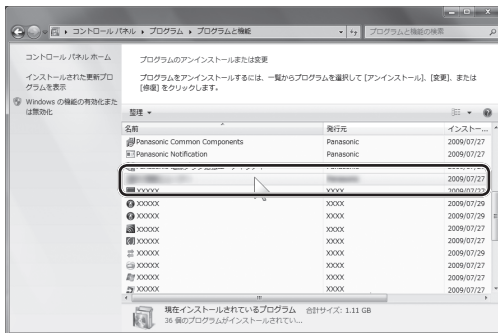 コントロール パネル ▸ プログラム ▸ プログラムと機能
プログラムと機能の検索
コントロール パネル ホーム
インストールされた更新プロ
グラムを表示
Windows の機能の有効化また
は無効化
プログラムのアンインストールまたは変更
プログラムをアンインストールするには、一覧からプログラムを選択して [アンインストール]、[変更]、または
[修復] をクリックします。
整理
名前 発行元 インストー...
Panasonic Common Components Panasonic 2009/07/27
Panasonic Notification Panasonic 2009/07/27
2009/07/27
XXXXX XXXX 2009/07/27
XXXXX XXXX 2009/07/29
XXXXX XXXX 2009/07/29
XXXXX XXXX 2009/07/27
XXXXX XXXX 2009/07/27
XXXXX XXXX 2009/07/29
XXXXX XXXX 2009/07/27
XXXXX XXXX 2009/07/27
XXXXX XXXX 2009/07/27
現在インストールされているプログラム 合計サイズ: 1.11 GB
36 個のプログラムがインストールされてい...